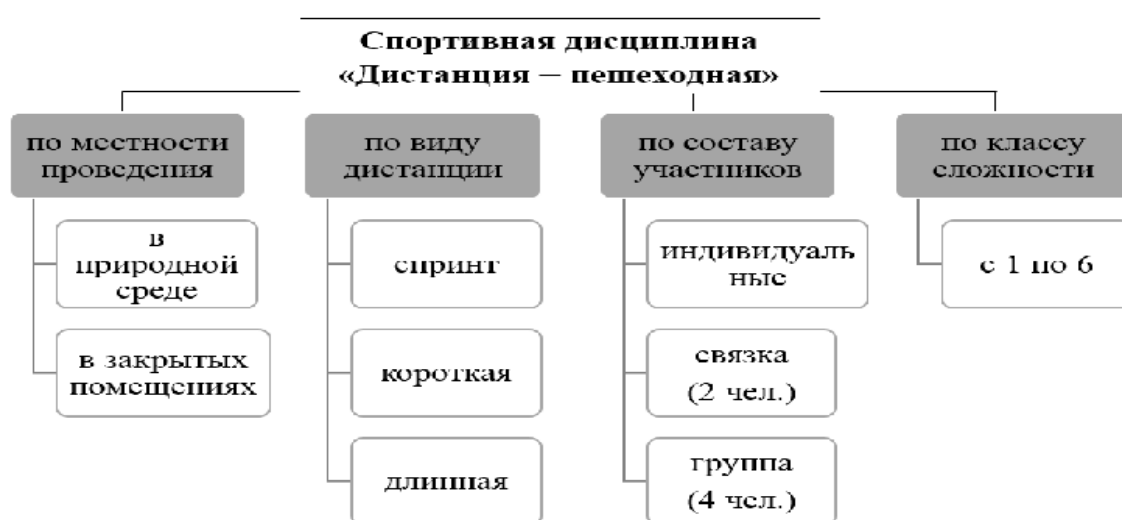 Спортивная дисциплина
«Дистанция – пешеходная»
по местности
проведения
в
природной
среде
в закрытых
помещениях
по виду
дистанции
спринт
короткая
длинная
по составу
участников
индивидуаль
ные
связка
(2 чел.)
группа
(4 чел.)
по классу
сложности
с 1 по 6